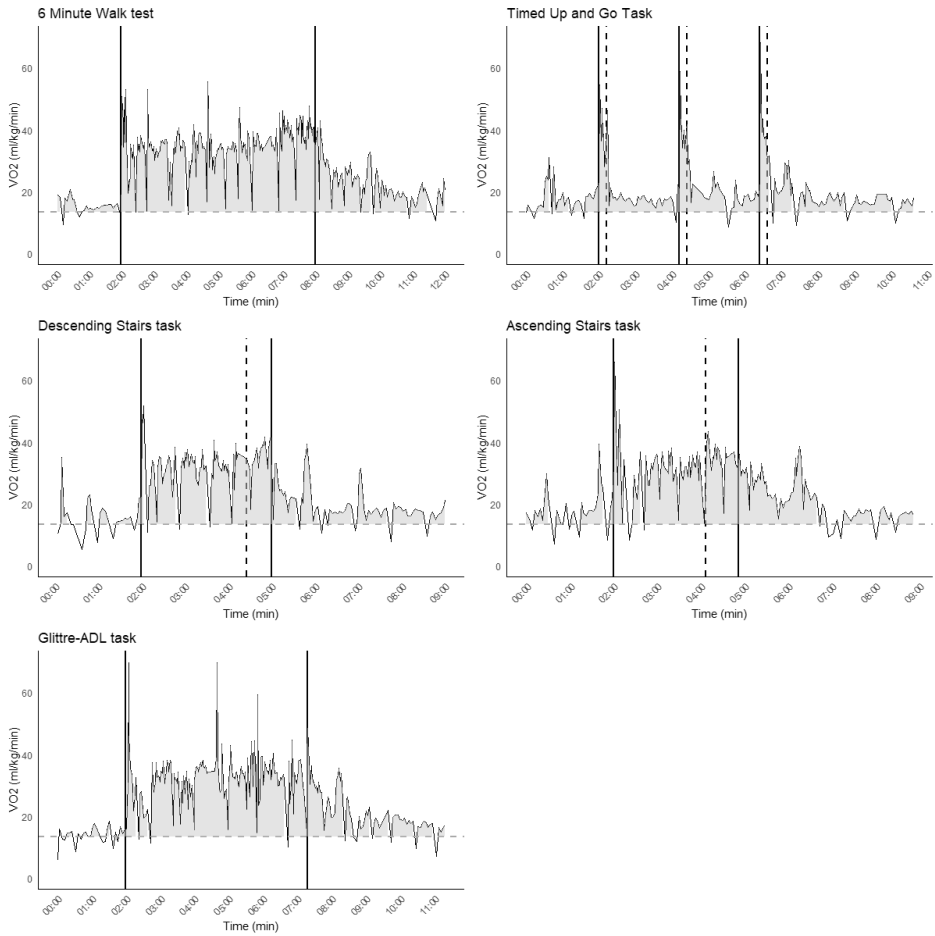 6 Minute Walk test
VO2 (ml/kg/min)
60
40
20
0
00:00 01:00 02:00 03:00 04:00 05:00 06:00 07:00 08:00 09:00 10:00 11:00 12:00
Time (min)
Timed Up and Go Task
VO2 (ml/kg/min)
60
40
20
0
00:00 01:00 02:00 03:00 04:00 05:00 06:00 07:00 08:00 09:00 10:00 11:00
Time (min)
Descending Stairs task
VO2 (ml/kg/min)
60
40
20
0
00:00 01:00 02:00 03:00 04:00 05:00 06:00 07:00 08:00 09:00
Time (min)
Ascending Stairs task
VO2 (ml/kg/min)
60
40
20
0
00:00 01:00 02:00 03:00 04:00 05:00 06:00 07:00 08:00 09:00
Time (min)
Glittre-ADL task
VO2 (ml/kg/min)
60
40
20
0
00:00 01:00 02:00 03:00 04:00 05:00 06:00 07:00 08:00 09:00 10:00 11:00
Time (min)